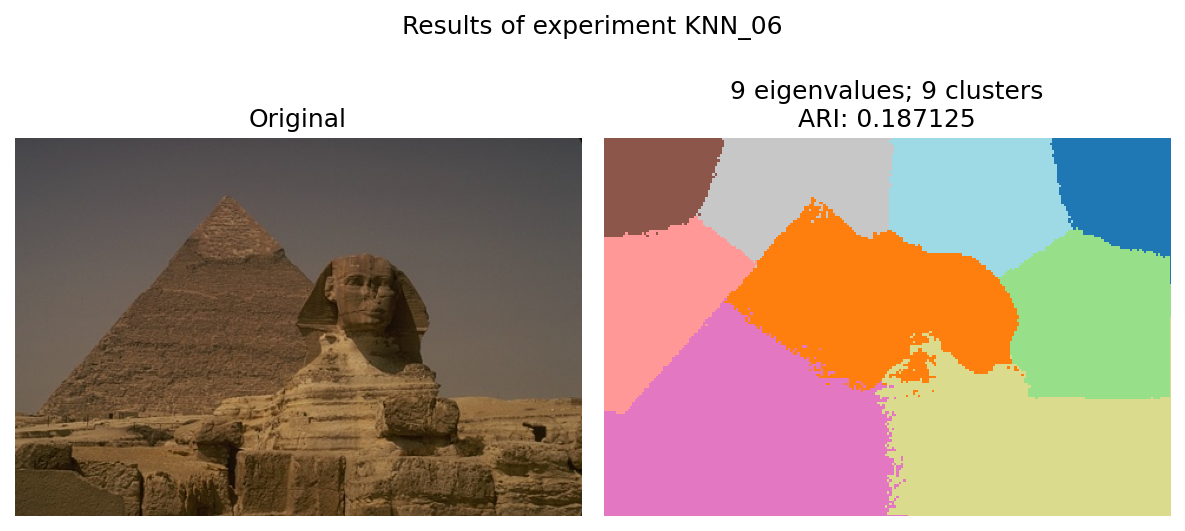 Results of experiment KNN_06
Original
9 eigenvalues; 9 clusters
ARI: 0.187125